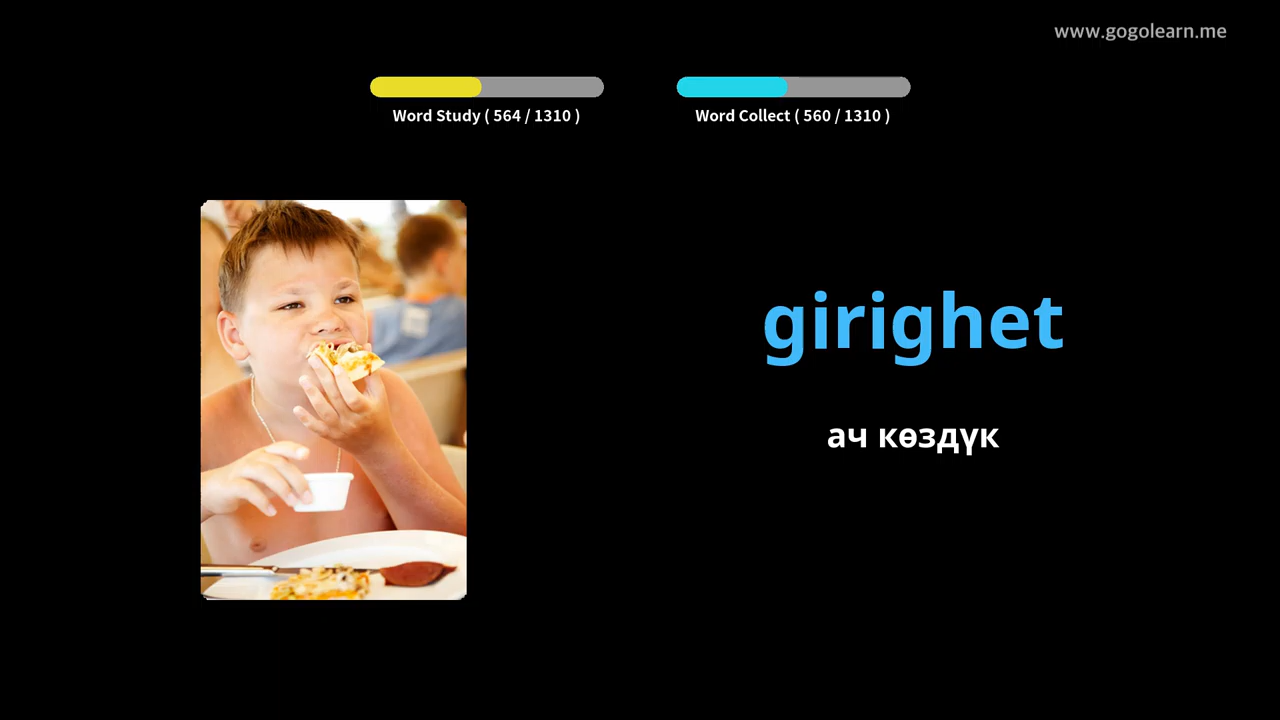 www.gogolearn.me
Word Study ( 564 / 1310 )
Word Collect ( 560 / 1310 )
girighet
ач көздүк